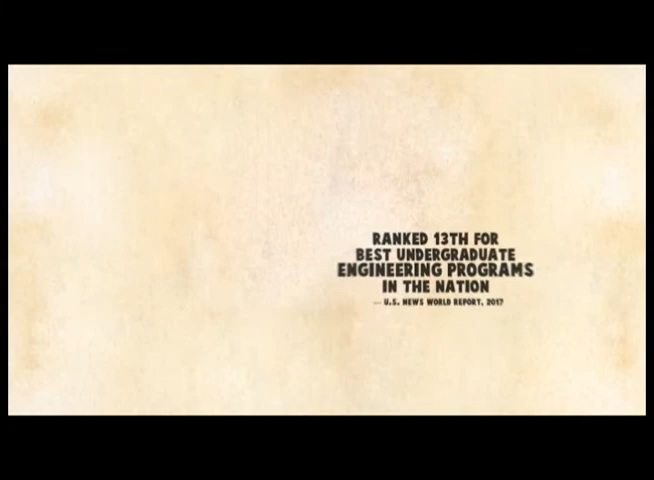 RANKED 13TH FOR
BEST UNDERGRADUATE
ENGINEERING PROGRAMS
IN THE NATION
— U.S. NEWS WORLD REPORT, 2017